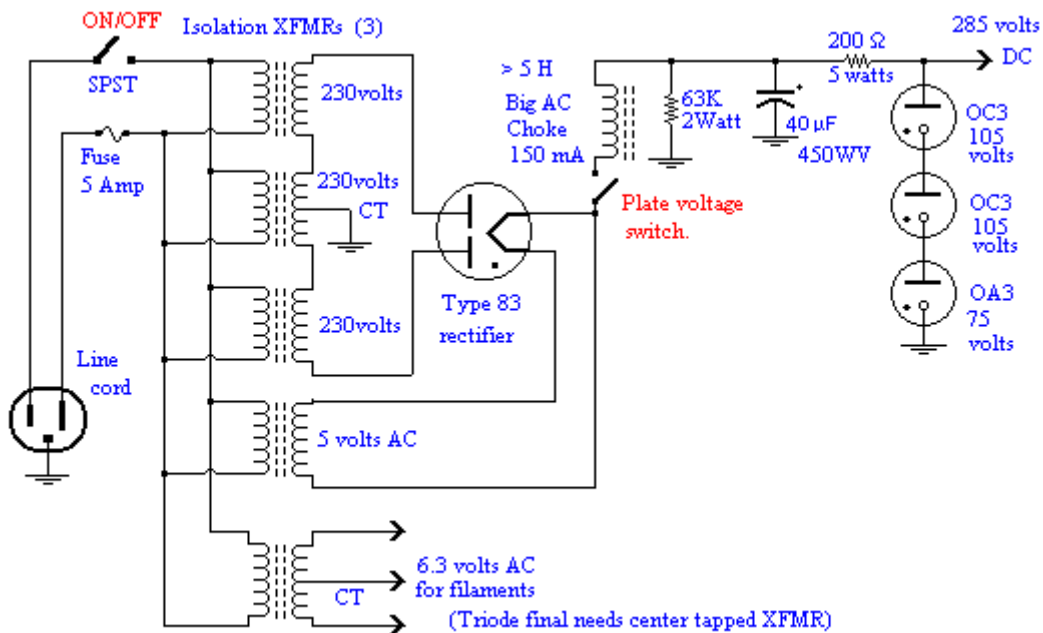 ON/OFF
Isolation XFMRs (3)
SPST
Fuse
5 Amp
Line
cord
230volts
230volts
CT
230volts
5 volts AC
CT
6.3 volts AC
for filaments
(Triode final needs center tapped XFMR)
Type 83
rectifier
> 5 H
Big AC
Choke
150 mA
Plate voltage
switch.
63K
2Watt
+
40 µF
450WV
200 Ω
5 watts
285 volts
DC
OC3
105
volts
OC3
105
volts
OA3
75
volts